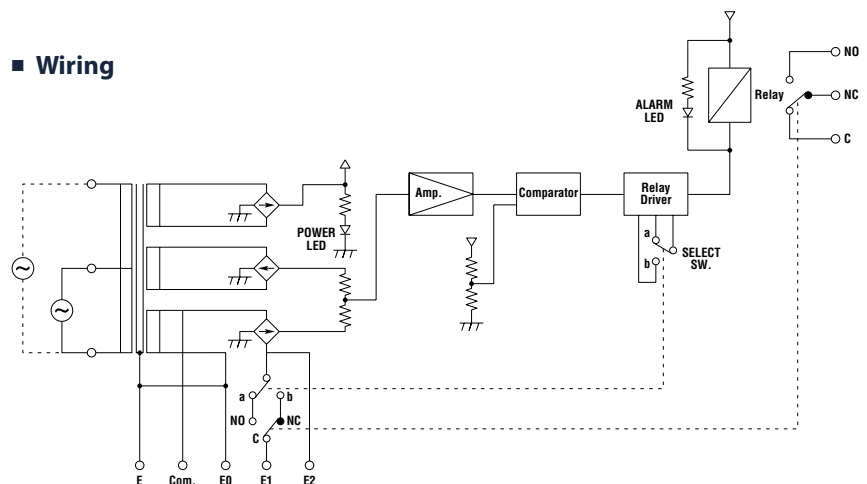 ■ Wiring
NO
Relay
NC
ALARM
LED
C
Amp.
Comparator
Relay
Driver
POWER
LED
a
SELECT
SW.
b
a
b
NO
NC
C
E
Com.
E0
E1
E2